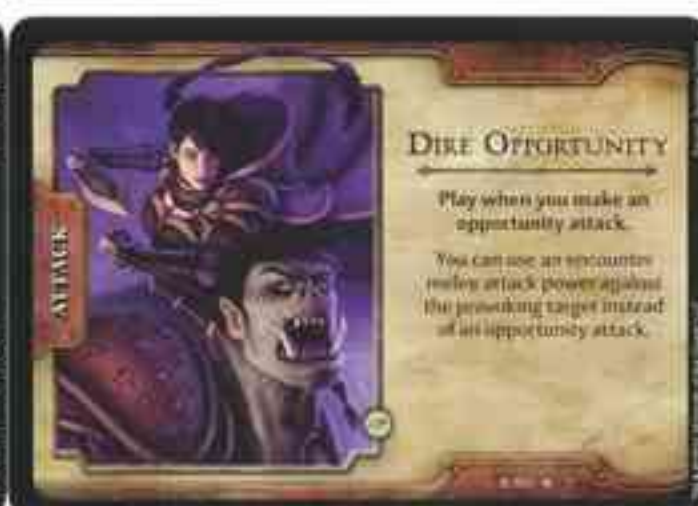 ATTACK
DIRE OPPORTUNITY
Play when you make an
opportunity attack.
You can use an encounter
melee attack power against
the provoking target instead
of an opportunity attack.